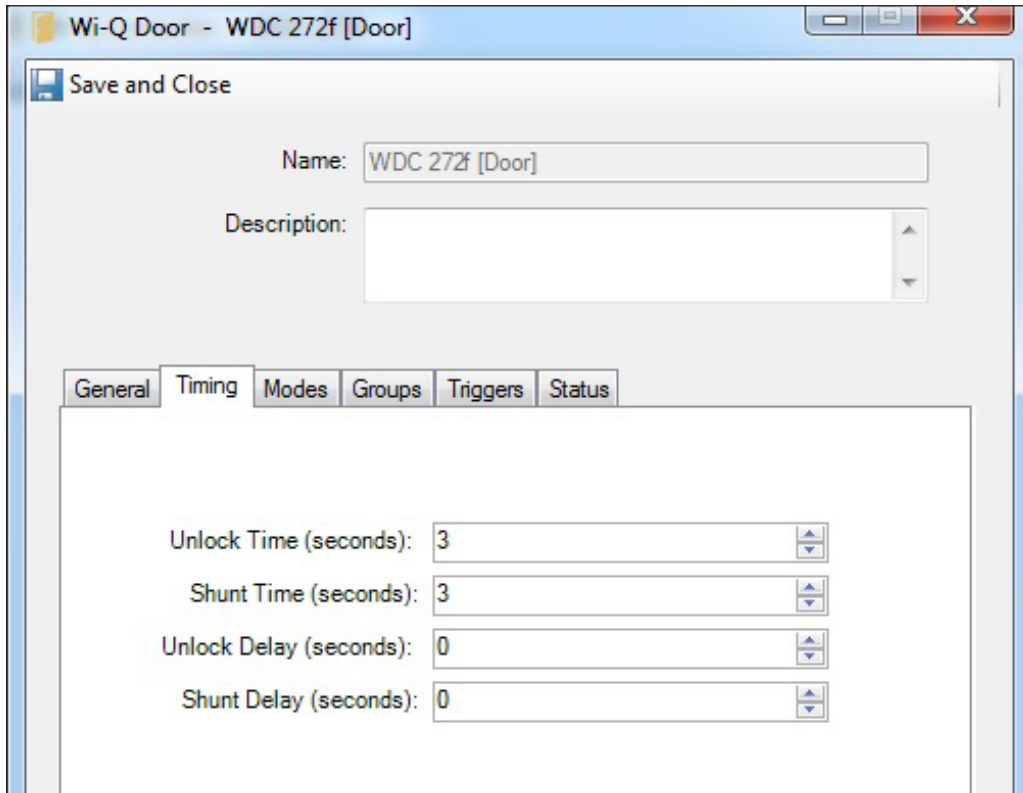 Wi-Q Door - WDC 272f [Door]
Save and Close
Name: WDC 272f [Door]
Description:
General Timing Modes Groups Triggers Status
Unlock Time (seconds): 3
Shunt Time (seconds): 3
Unlock Delay (seconds): 0
Shunt Delay (seconds): 0